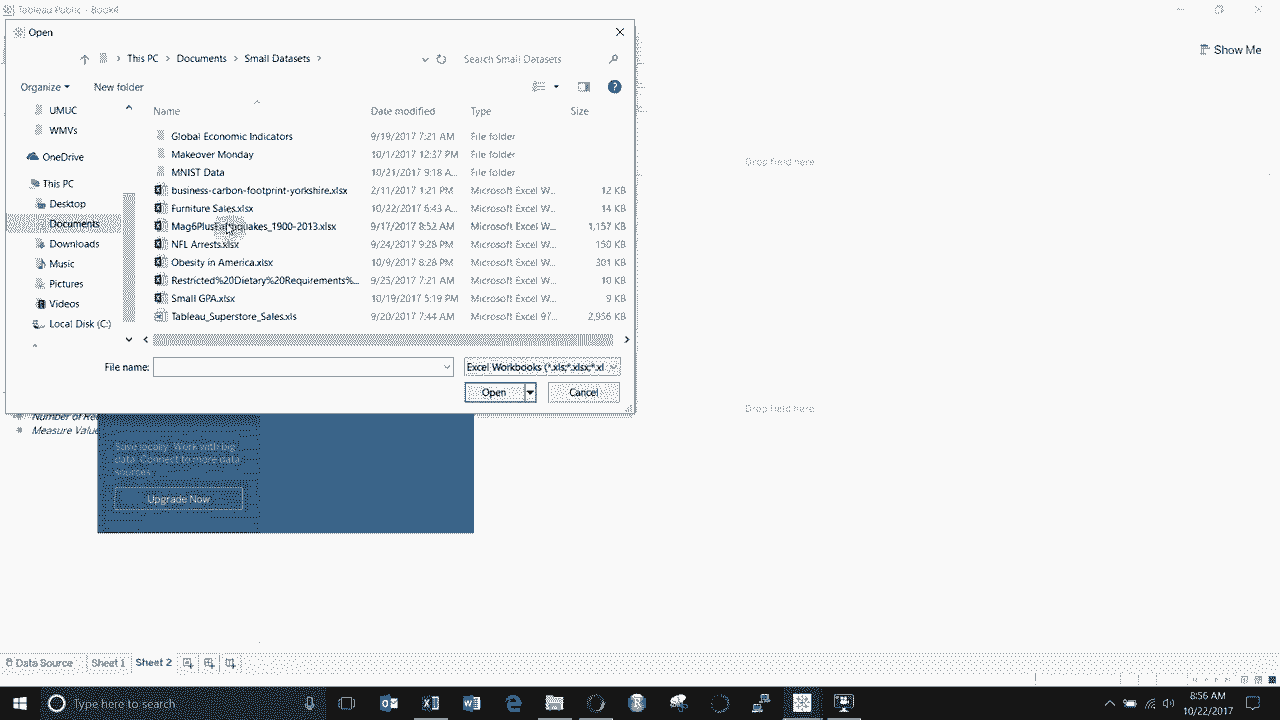 Tableau Public - Book4
Open
This PC > Documents > Small Datasets >
Search Small Datasets
Show Me
Organize
New folder
Name
Date modified
Type
Size
UMUC
WMVs
OneDrive
This PC
Desktop
Documents
Downloads
Music
Pictures
Videos
Local Disk (C:)
Global Economic Indicators 9/19/2017 7:21 AM File folder
Makeover Monday 10/1/2017 12:37 PM File folder
MNIST Data 10/21/2017 9:18 A... File folder
business-carbon-footprint-yorkshire.xlsx 2/11/2017 1:21 PM Microsoft Excel W... 12 KB
Furniture Sales.xlsx 10/22/2017 6:43 A... Microsoft Excel W... 14 KB
9/17/2017 8:52 AM Microsoft Excel W... 1,157 KB
NFL Arrests.xlsx 9/24/2017 9:28 PM Microsoft Excel W... 150 KB
Obesity in America.xlsx 10/9/2017 8:28 PM Microsoft Excel W... 301 KB
Restricted%20Dietary%20Requirements%... 9/25/2017 7:21 AM Microsoft Excel W... 10 KB
Small GPA.xlsx 10/19/2017 5:19 PM Microsoft Excel W... 9 KB
Tableau_Superstore_Sales.xls 9/20/2017 7:44 AM Microsoft Excel 97... 2,956 KB
File name:
Excel Workbooks (*.xls;*.xlsx;*.xl
Open
Cancel
Drop field here
Drop field here
Number of Re
Measure Value
Save locally. Work with big
data. Connect to more data
sources.
Upgrade Now
Data Source
Sheet 1
Sheet 2
Type here to search
8:56 AM
10/22/2017